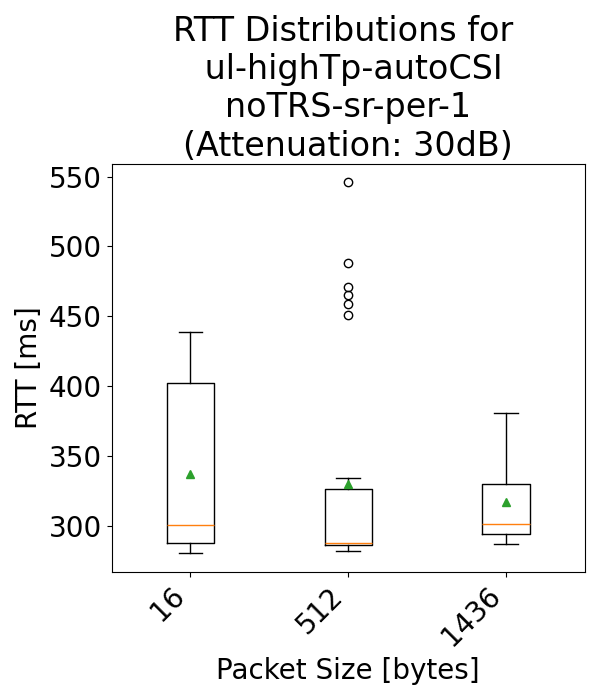 RTT Distributions for
ul-highTp-autoCSI
noTRS-sr-per-1
(Attenuation: 30dB)
550
500
450
400
350
300
RTT [ms]
16
512
1436
Packet Size [bytes]